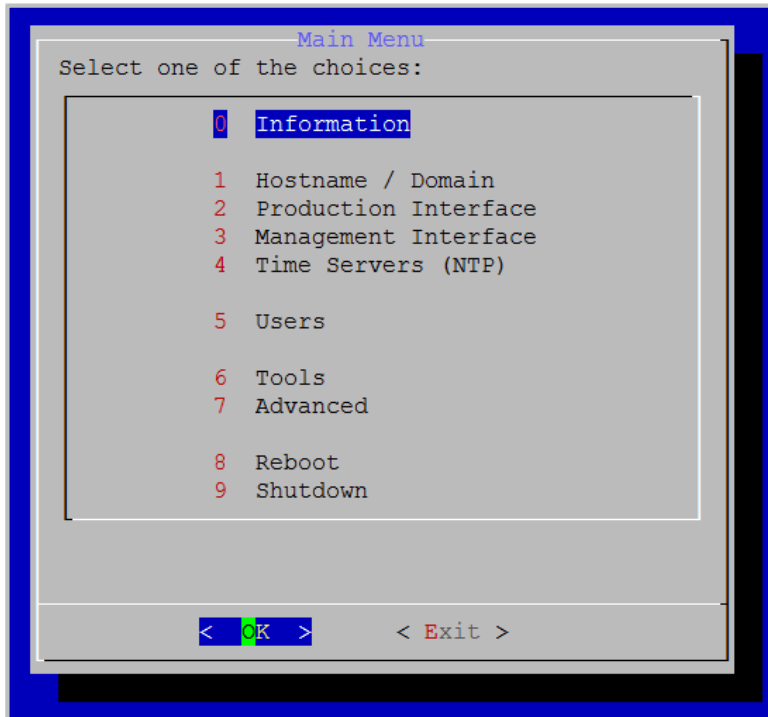 Main Menu
Select one of the choices:
0 Information
1 Hostname / Domain
2 Production Interface
3 Management Interface
4 Time Servers (NTP)
5 Users
6 Tools
7 Advanced
8 Reboot
9 Shutdown
< OK > < Exit >